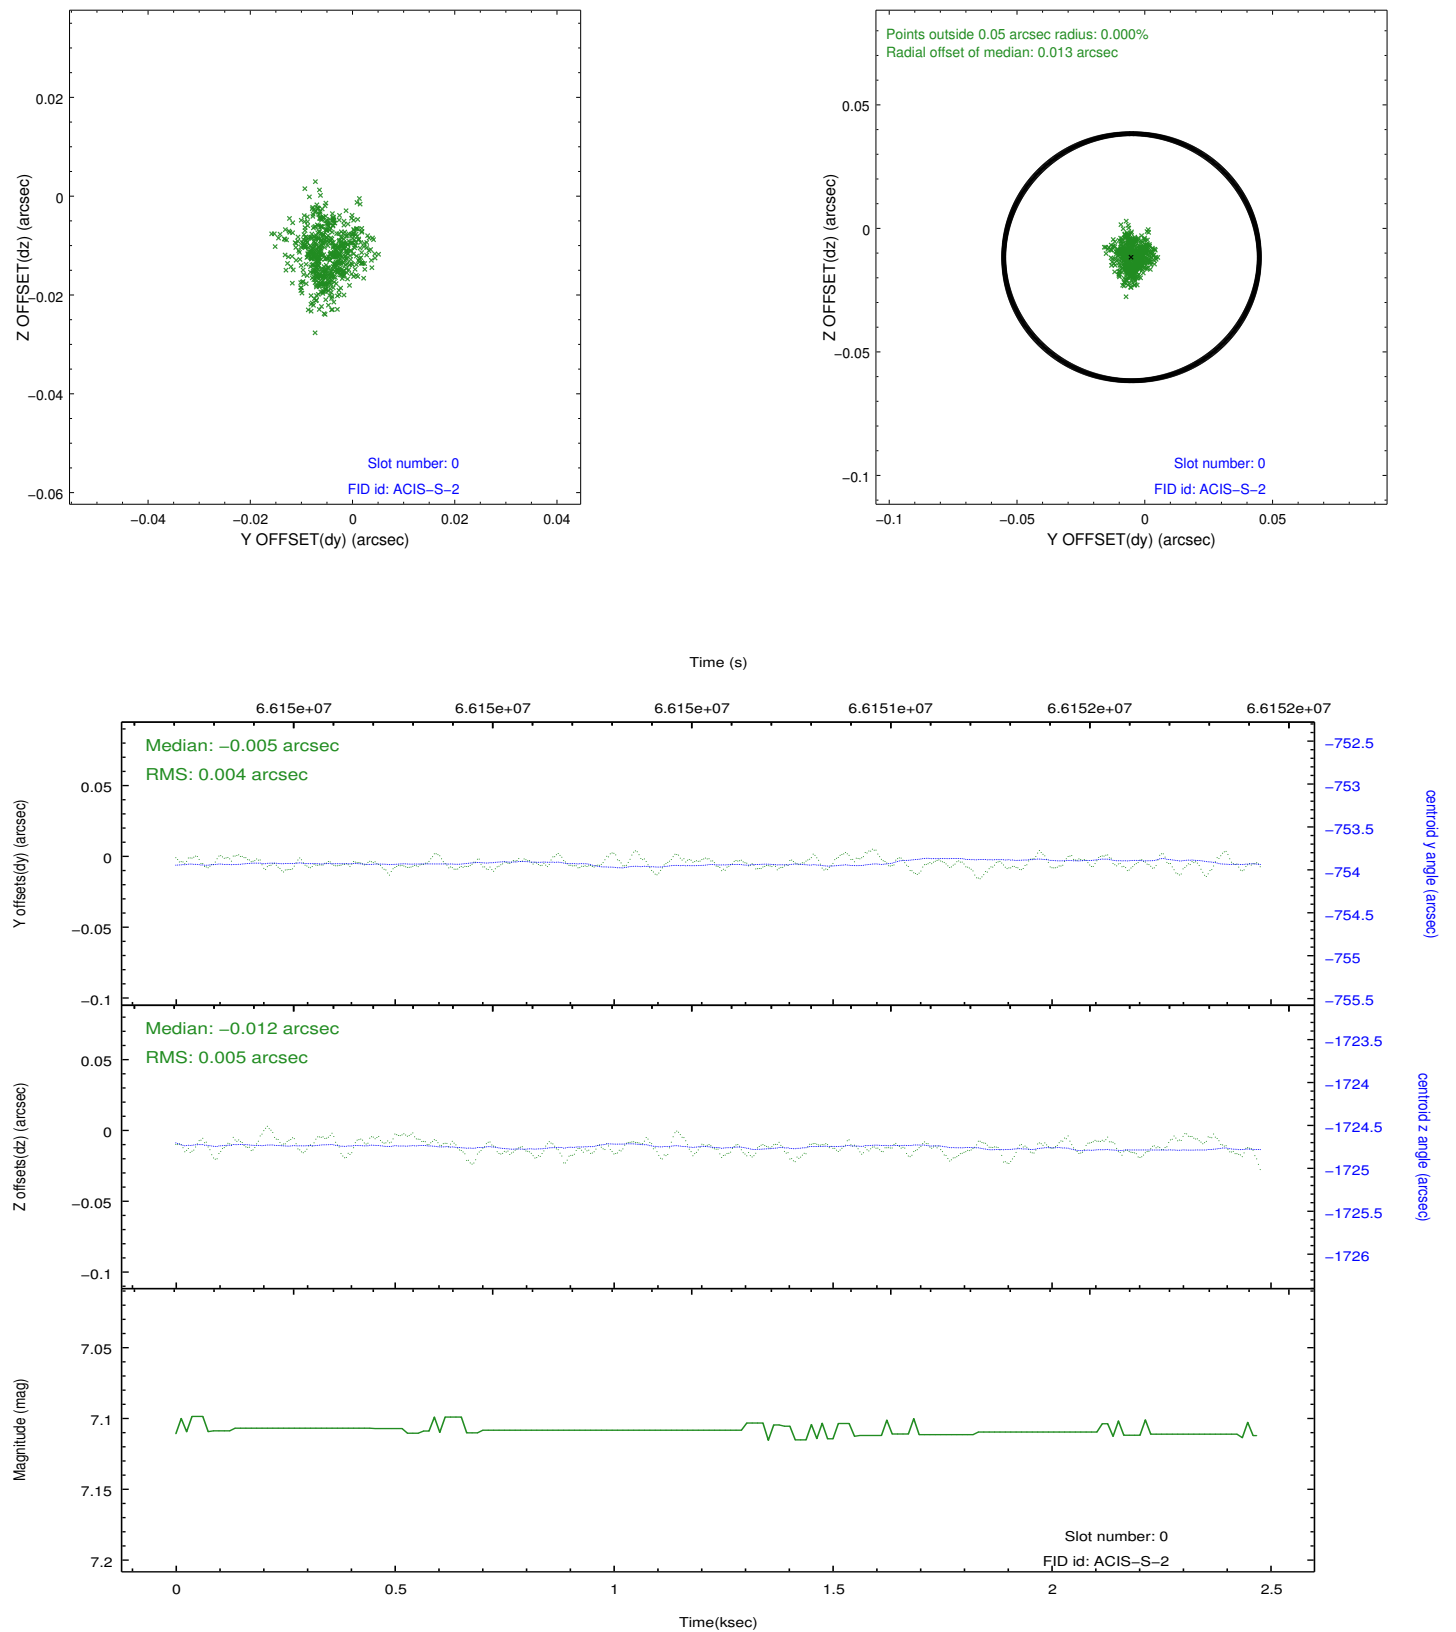 0.02
0
−0.02
−0.04
−0.06
Z OFFSET(dz) (arcsec)
Slot number: 0
FID id: ACIS−S−2
−0.04
−0.02
0
0.02
0.04
Y OFFSET(dy) (arcsec)
Points outside 0.05 arcsec radius: 0.000%
Radial offset of median: 0.013 arcsec
0.05
0
−0.05
−0.1
Z OFFSET(dz) (arcsec)
Slot number: 0
FID id: ACIS−S−2
−0.1
−0.05
0
0.05
Y OFFSET(dy) (arcsec)
Time (s)
6.615e+07
6.615e+07
6.615e+07
6.6151e+07
6.6152e+07
6.6152e+07
Median: −0.005 arcsec
RMS: 0.004 arcsec
0.05
0
−0.05
−0.1
Y offsets(dy) (arcsec)
−752.5
−753
−753.5
−754
−754.5
−755
−755.5
centroid y angle (arcsec)
Median: −0.012 arcsec
RMS: 0.005 arcsec
0.05
0
−0.05
−0.1
Z offsets(dz) (arcsec)
−1723.5
−1724
−1724.5
−1725
−1725.5
−1726
centroid z angle (arcsec)
7.05
7.1
7.15
7.2
Magnitude (mag)
Slot number: 0
FID id: ACIS−S−2
0
0.5
1
1.5
2
2.5
Time(ksec)